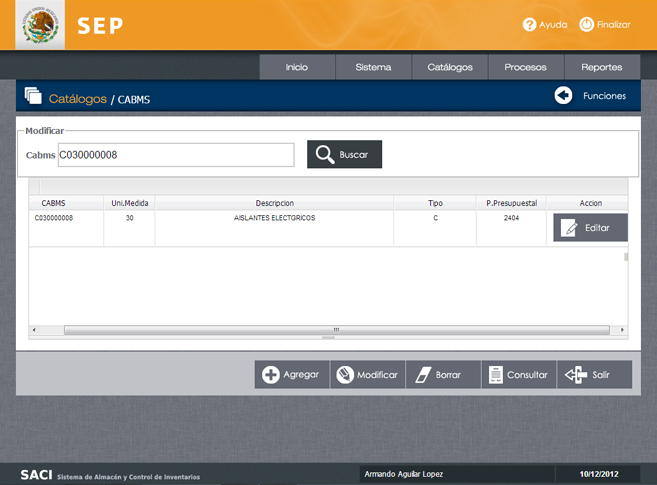 SEP
Ayuda
Finalizar
Inicio Sistema Catálogos Procesos Reportes
Catálogos / CABMS
Funciones
Modificar
Cabms C030000008 Buscar
CABMS Uni.Medida Descripcion Tipo P.Presupuestal Accion
C030000008 30 AISLANTES ELECTGRICOS C 2404 Editar
Agregar Modificar Borrar Consultar Salir
SACI Sistema de Almacén y Control de Inventarios Armando Aguilar Lopez 10/12/2012